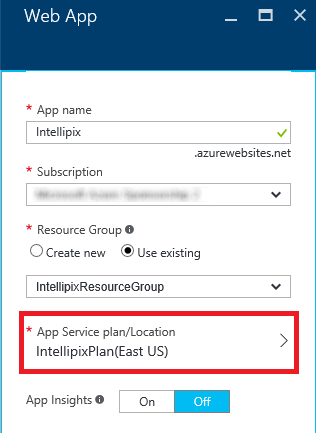 Web App
* App name
Intellipix
.azurewebsites.net
* Subscription
* Resource Group
Create new Use existing
IntellipixResourceGroup
* App Service plan/Location
IntellipixPlan(East US)
App Insights On Off